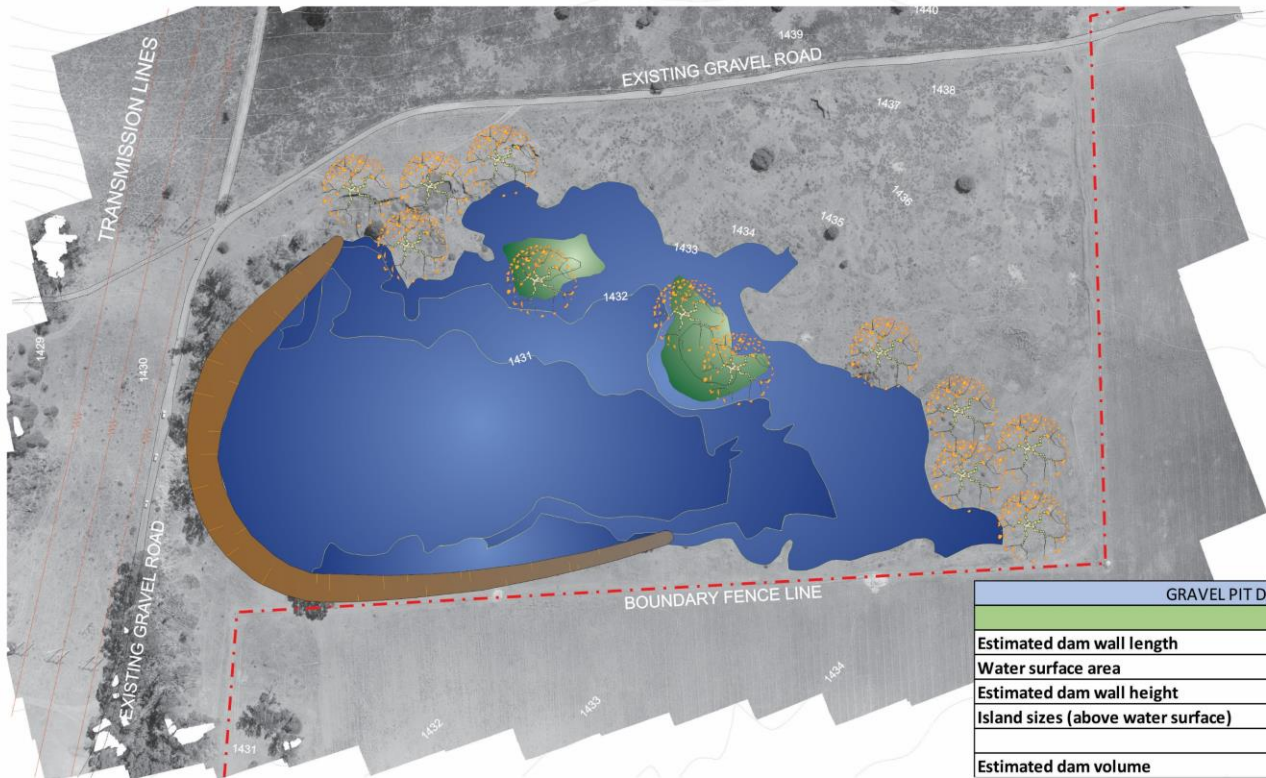 1440
1439
EXISTING GRAVEL ROAD
TRANSMISSION LINES
1438
1437
1436
1435
1434
1433
1432
1431
1429
1430
EXISTING GRAVEL ROAD
BOUNDARY FENCE LINE
1434
1433
1432
1431
GRAVEL PIT D
Estimated dam wall length
Water surface area
Estimated dam wall height
Island sizes (above water surface)
Estimated dam volume